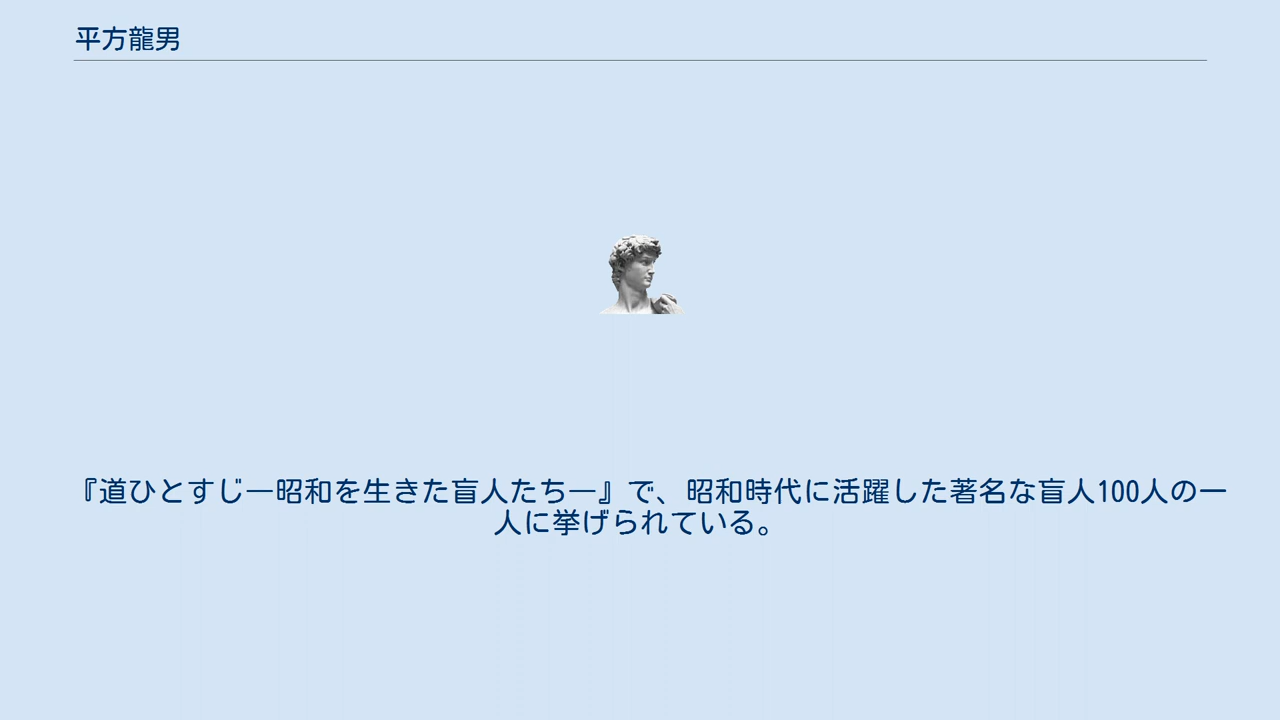 平方龍男
『道ひとすじ―昭和を生きた盲人たち―』で、昭和時代に活躍した著名な盲人100人の一
人に挙げられている。